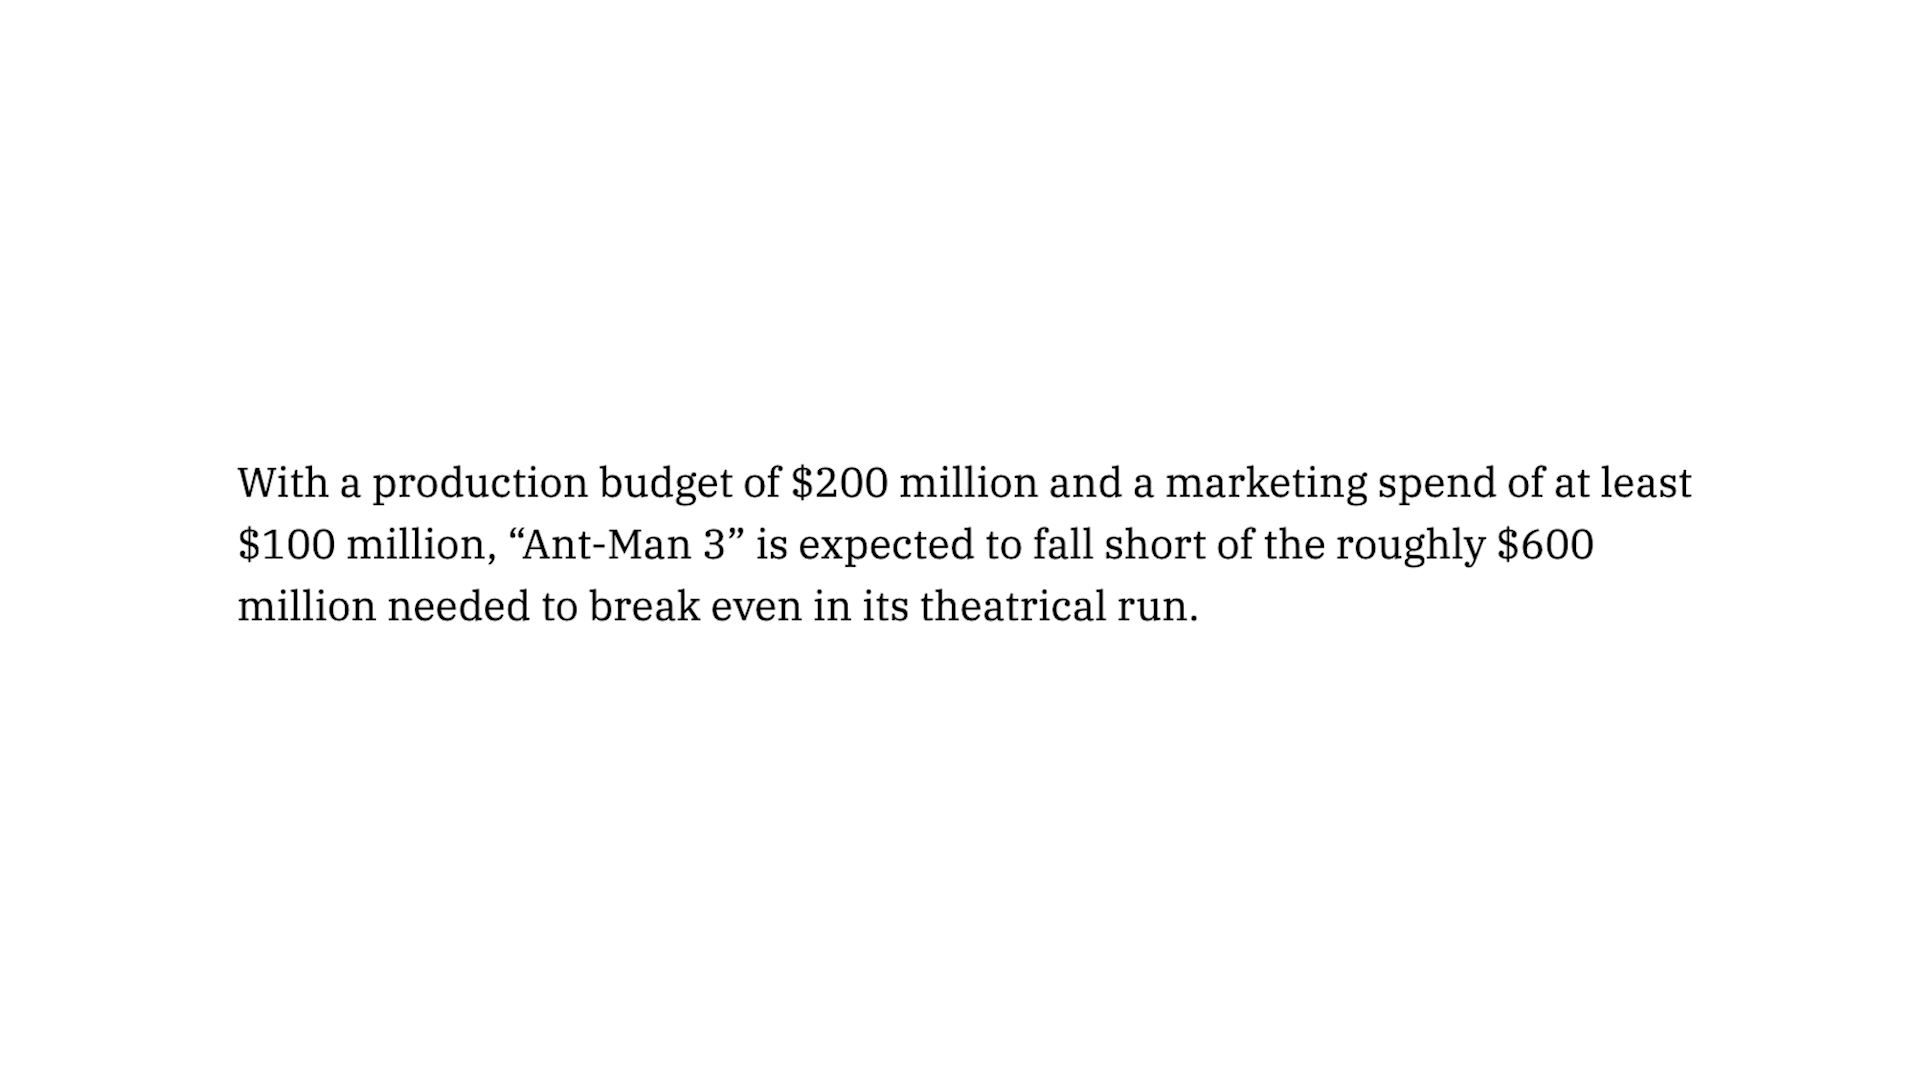 With a production budget of $200 million and a marketing spend of at least
$100 million, “Ant-Man 3” is expected to fall short of the roughly $600
million needed to break even in its theatrical run.